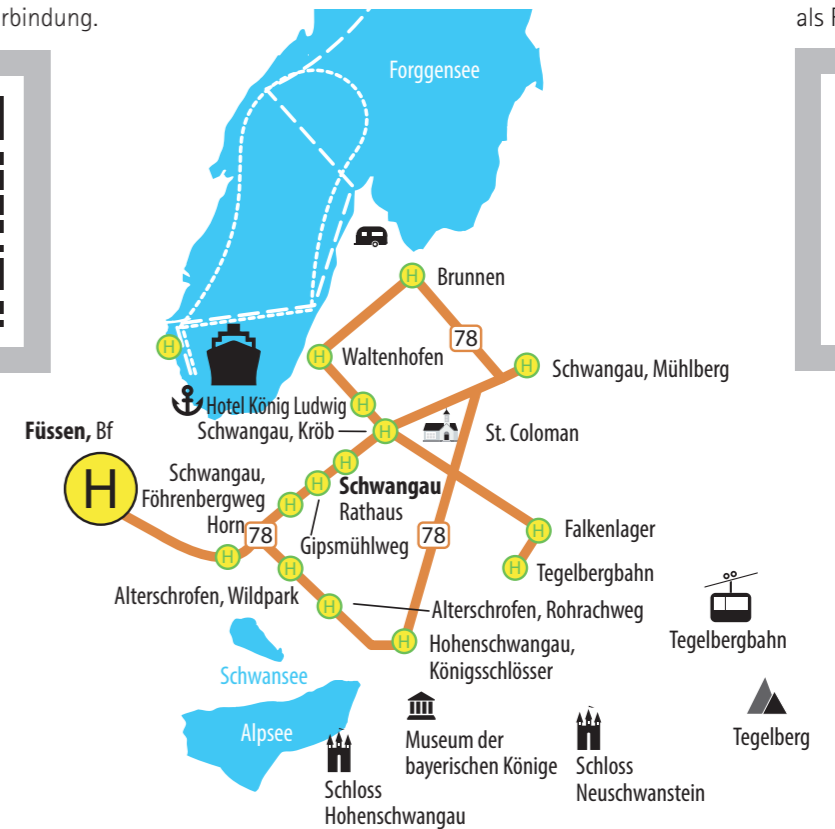 rbindung.
als F
Forggensee
H
Brunnen
78
H
H
Waltenhofen
H
Schwangau, Mühlberg
H
Hotel König Ludwig
Füssen, Bf
Schwangau, Kröb
H
St. Coloman
H
H
Schwangau,
Föhrenbergweg
H
H
Schwangau
Rathaus
Horn
78
Gipsmühlweg
78
H
Falkenlager
H
H
H
Tegelbergbahn
Alterschrofen, Wildpark
H
Alterschrofen, Rohrachweg
Tegelbergbahn
H
Hohenschwangau,
Königsschlösser
Schwansee
Alpsee
Museum der
bayerischen Könige
Tegelberg
Schloss
Neuschwanstein
Schloss
Hohenschwangau